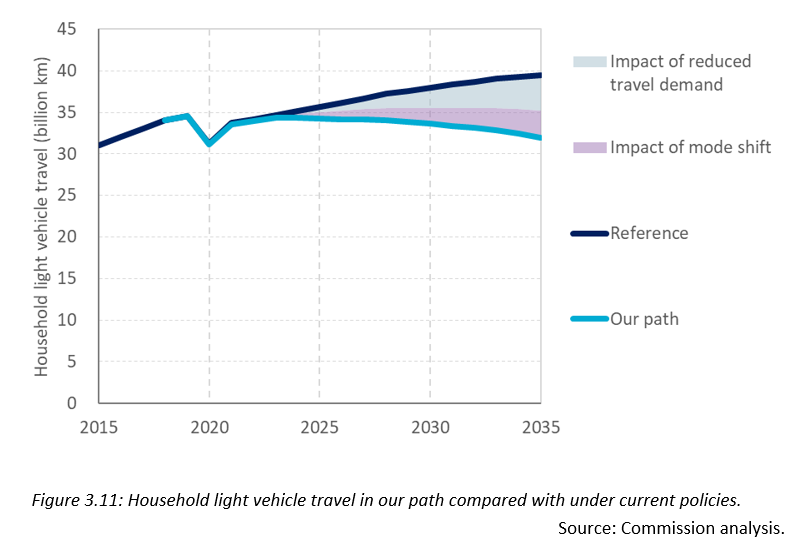 Household light vehicle travel (billion km)
45
40
35
30
25
20
15
10
5
0
2015
2020
2025
2030
2035
Impact of reduced
travel demand
Impact of mode shift
Reference
Our path
Figure 3.11: Household light vehicle travel in our path compared with under current policies.
Source: Commission analysis.